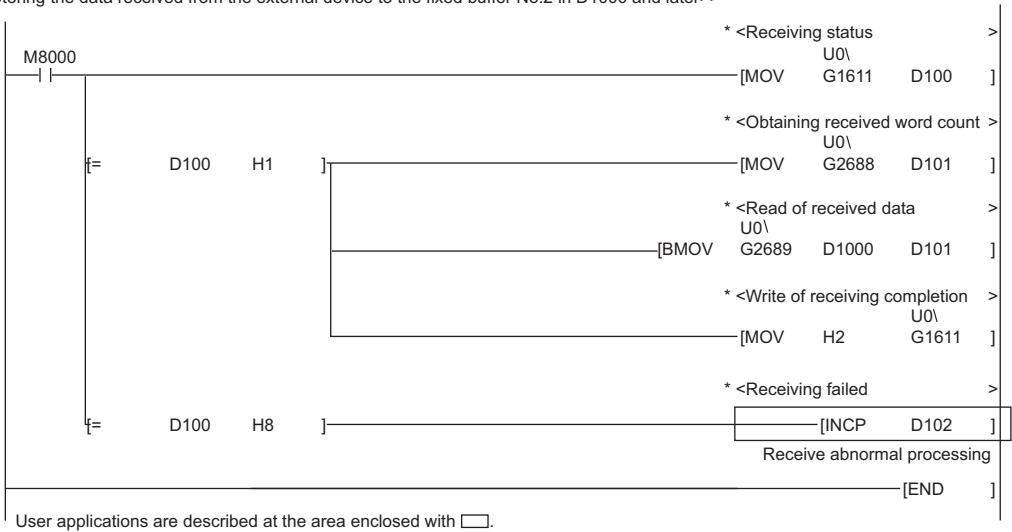 storing the data received from the external device to the fixed buffer No.2 in D1000 and later
* <Receiving status >
M8000
U0\
[MOV G1611 D100 ]
* <Obtaining received word count >
U0\
[= D100 H1 ] [MOV G2688 D101 ]
* <Read of received data >
U0\
[BMOV G2689 D1000 D101 ]
* <Write of receiving completion >
U0\
[MOV H2 G1611 ]
* <Receiving failed >
[= D100 H8 ] [INCP D102 ]
Receive abnormal processing
[END ]
User applications are described at the area enclosed with .